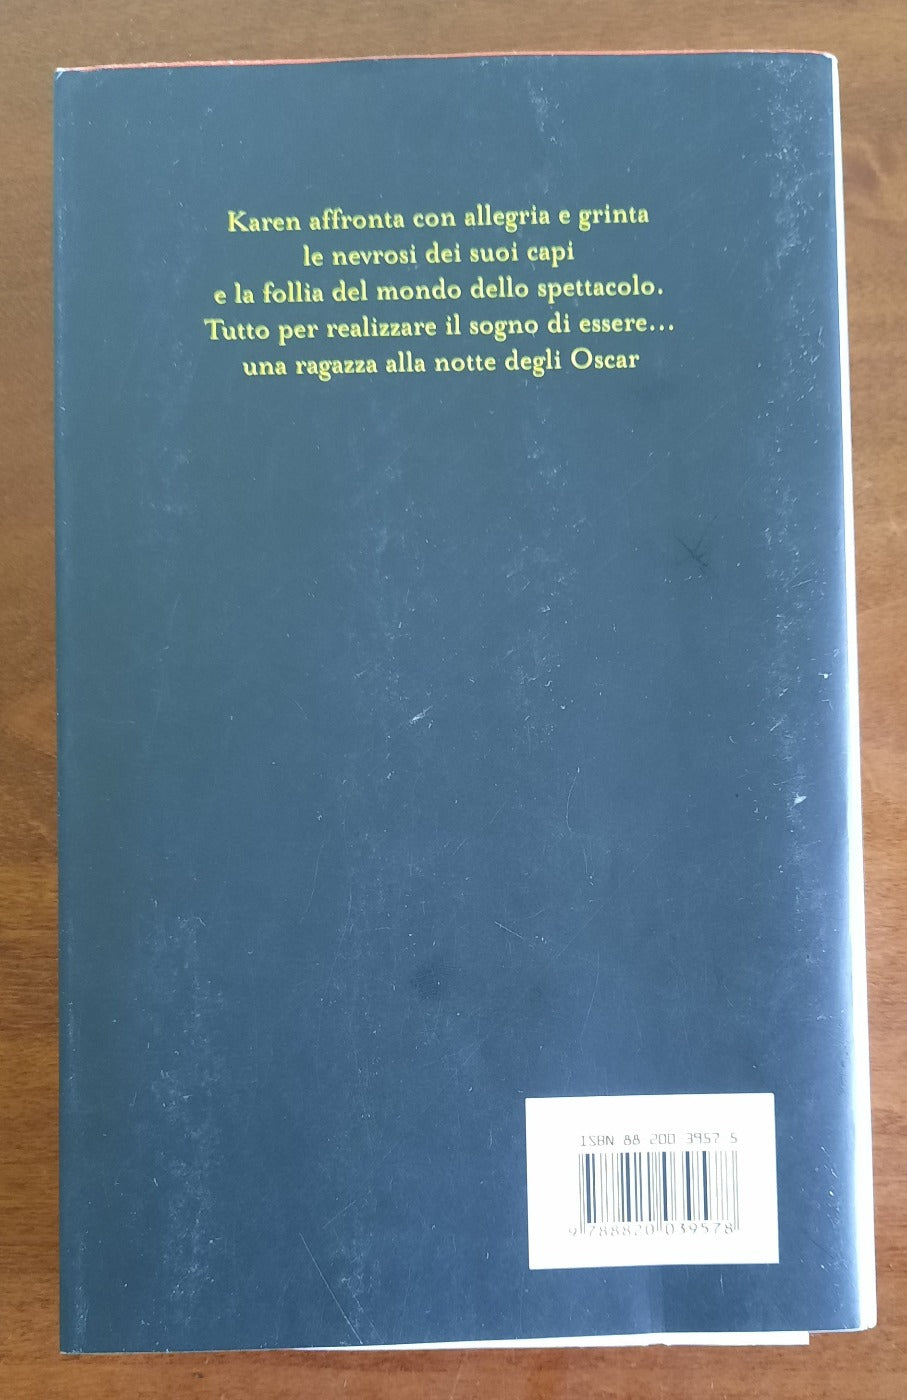 Karen affronta con allegria e grinta
le nevrosi dei suoi capi
e la follia del mondo dello spettacolo.
Tutto per realizzare il sogno di essere...
una ragazza alla notte degli Oscar
ISBN 88 200 3957 5
9 788820 039578